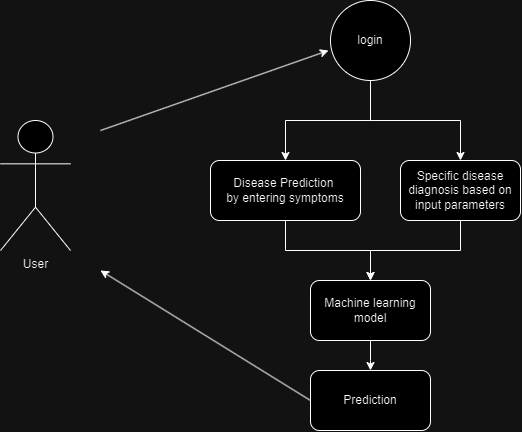 login
Disease Prediction
by entering symptoms
Specific disease
diagnosis based on
input parameters
User
Machine learning
model
Prediction